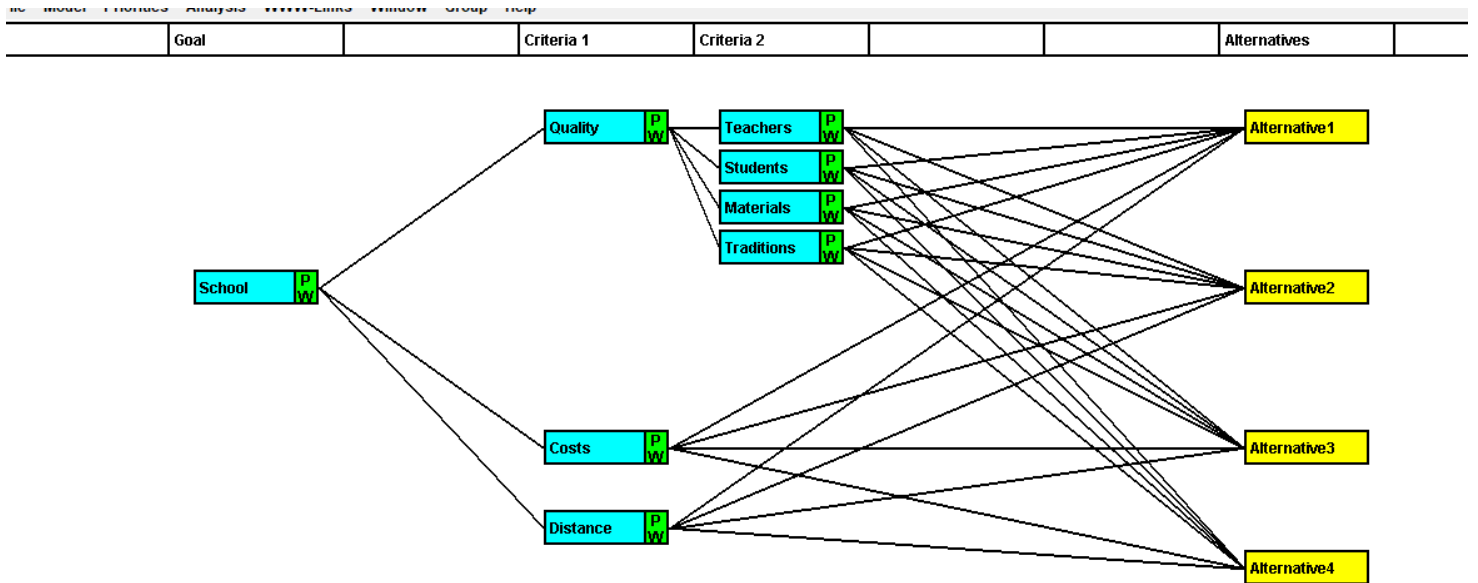 Goal Criteria 1 Criteria 2 Alternatives
Quality P W Teachers P W Alternative1
Students P W
Materials P W
Traditions P W
School P W Alternative2
Costs P W Alternative3
Distance P W
Alternative4